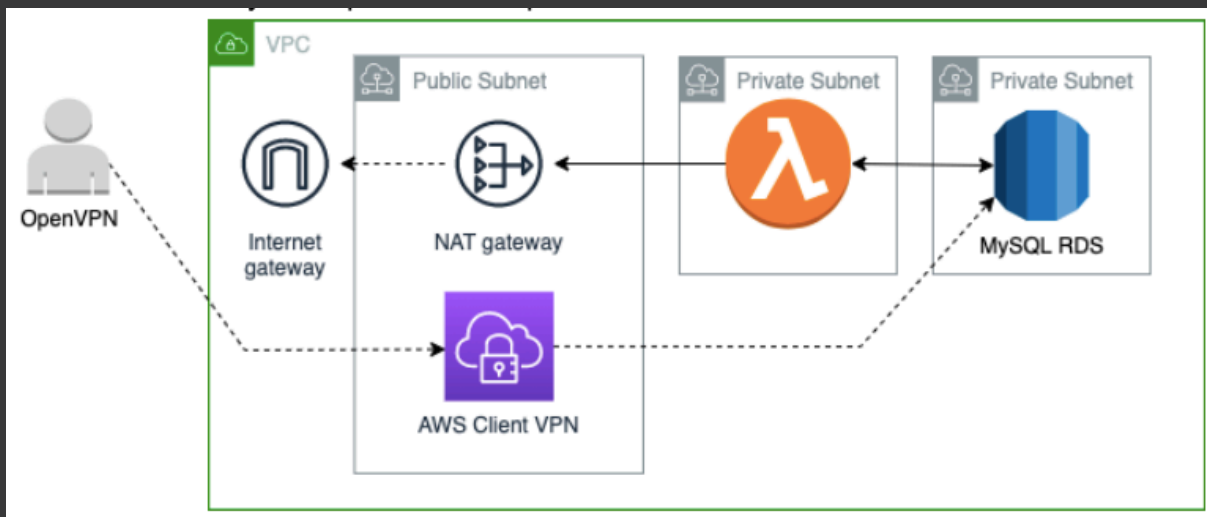 VPC
Public Subnet
Private Subnet
Private Subnet
OpenVPN
Internet
gateway
NAT gateway
MySQL RDS
AWS Client VPN